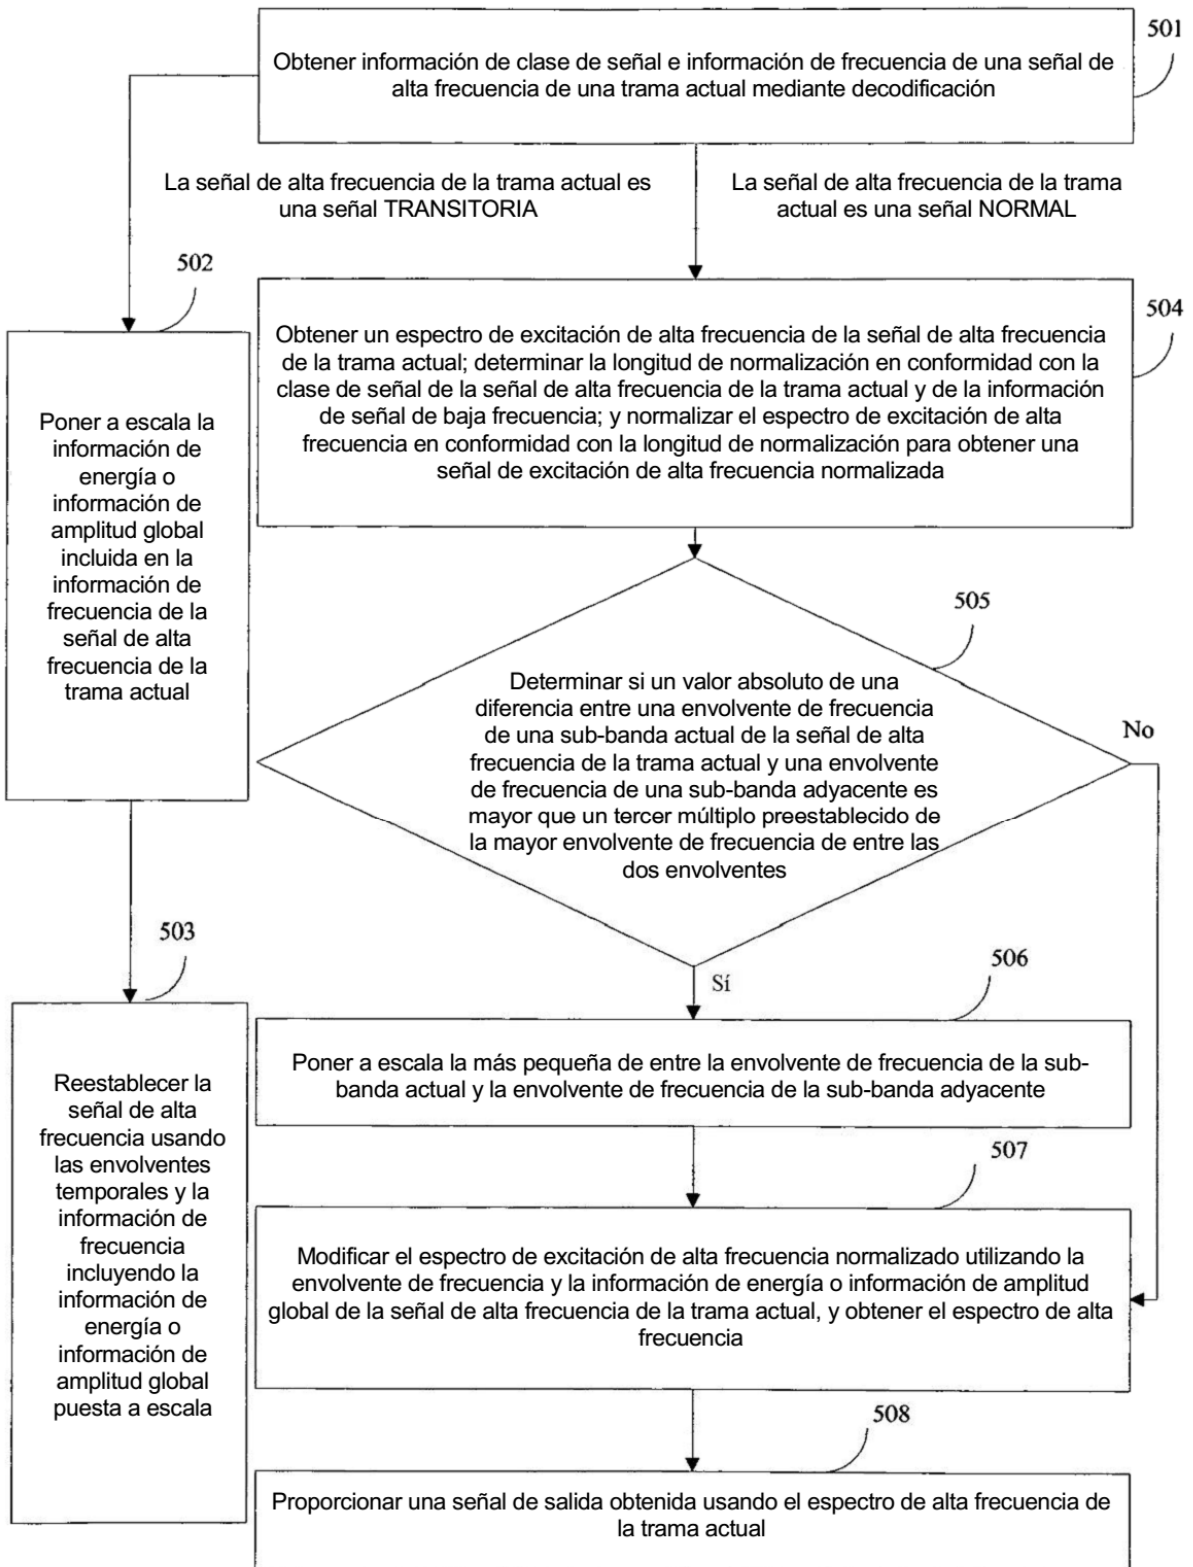 501
Obtener información de clase de señal e información de frecuencia de una señal de
alta frecuencia de una trama actual mediante decodificación
La señal de alta frecuencia de la trama actual es
una señal TRANSITORIA
La señal de alta frecuencia de la trama
actual es una señal NORMAL
502
Poner a escala la
información de
energía o
información de
amplitud global
incluida en la
información de
frecuencia de la
señal de alta
frecuencia de la
trama actual
504
Obtener un espectro de excitación de alta frecuencia de la señal de alta frecuencia
de la trama actual; determinar la longitud de normalización en conformidad con la
clase de señal de la señal de alta frecuencia de la trama actual y de la información
de señal de baja frecuencia; y normalizar el espectro de excitación de alta
frecuencia en conformidad con la longitud de normalización para obtener una
señal de excitación de alta frecuencia normalizada
505
Determinar si un valor absoluto de una
diferencia entre una envolvente de frecuencia
de una sub-banda actual de la señal de alta
frecuencia de la trama actual y una envolvente
de frecuencia de una sub-banda adyacente es
mayor que un tercer múltiplo preestablecido de
la mayor envolvente de frecuencia de entre las
dos envolventes
No
Sí
503
Reestablecer la
señal de alta
frecuencia usando
las envolventes
temporales y la
información de
frecuencia
incluyendo la
información de
energía o
información de
amplitud global
puesta a escala
506
Poner a escala la más pequeña de entre la envolvente de frecuencia de la sub-
banda actual y la envolvente de frecuencia de la sub-banda adyacente
507
Modificar el espectro de excitación de alta frecuencia normalizado utilizando la
envolvente de frecuencia y la información de energía o información de amplitud
global de la señal de alta frecuencia de la trama actual, y obtener el espectro de alta
frecuencia
508
Proporcionar una señal de salida obtenida usando el espectro de alta frecuencia de
la trama actual